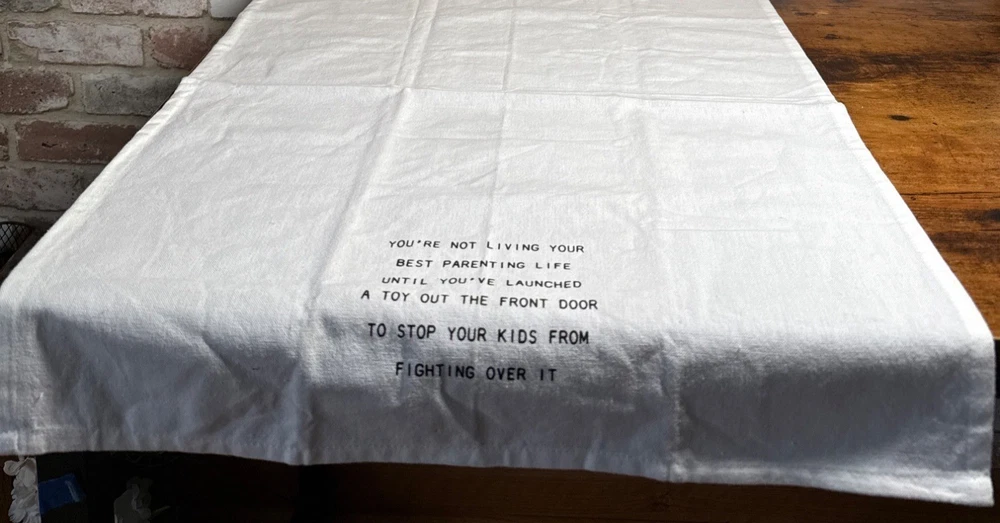 YOU'RE NOT LIVING YOUR
BEST PARENTING LIFE
UNTIL YOU'VE LAUNCHED
A TOY OUT THE FRONT DOOR
TO STOP YOUR KIDS FROM
FIGHTING OVER IT